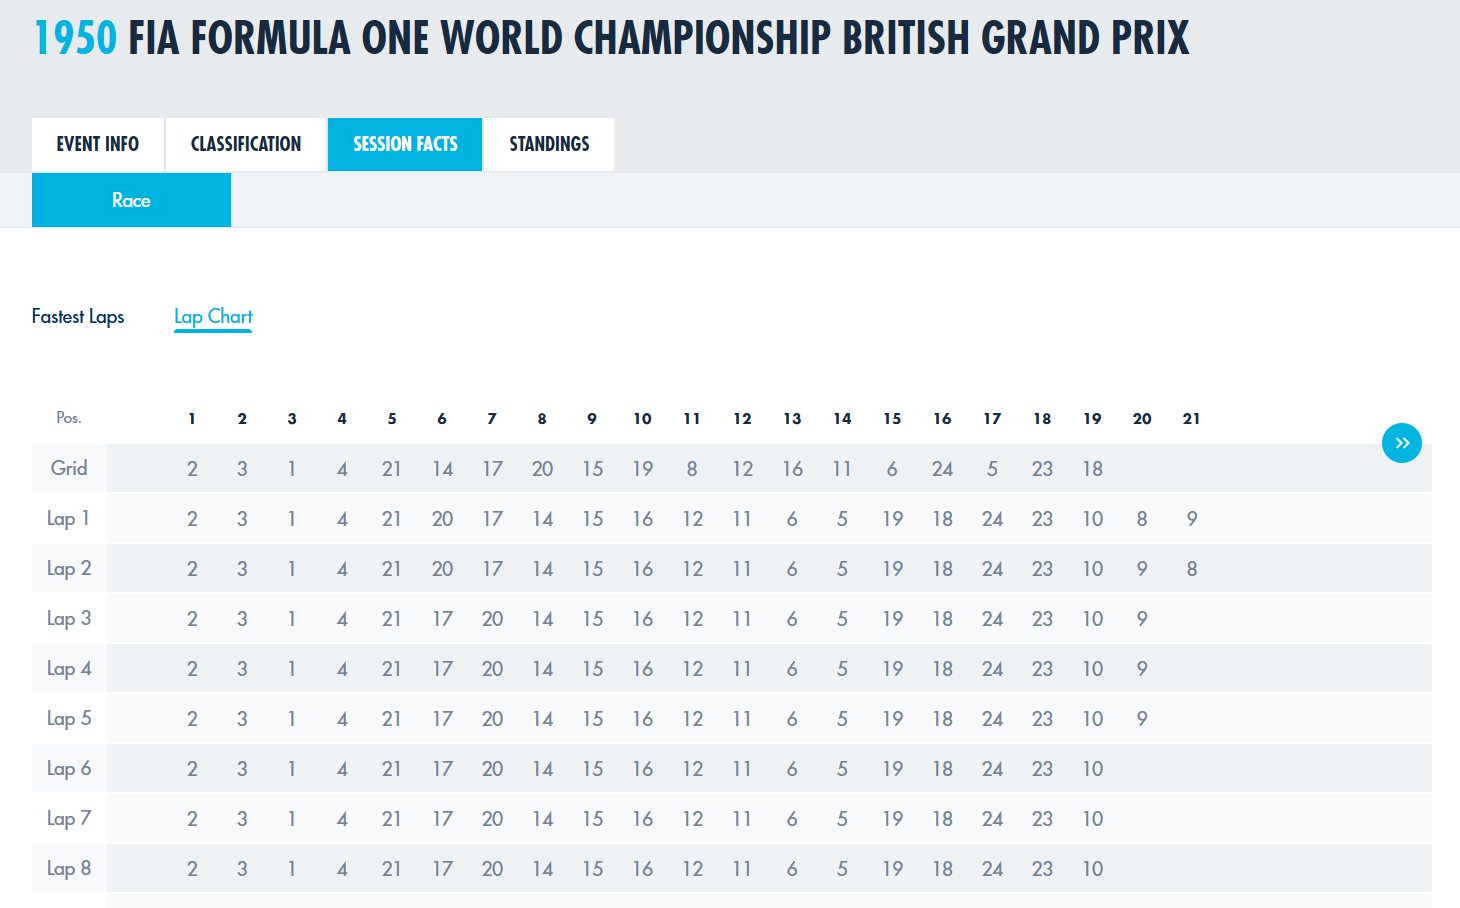 1950 FIA FORMULA ONE WORLD CHAMPIONSHIP BRITISH GRAND PRIX
EVENT INFO CLASSIFICATION SESSION FACTS STANDINGS
Race
Fastest Laps Lap Chart
Pos. 1 2 3 4 5 6 7 8 9 10 11 12 13 14 15 16 17 18 19 20 21
Grid 2 3 1 4 21 14 17 20 15 19 8 12 16 11 6 24 5 23 18
Lap 1 2 3 1 4 21 20 17 14 15 16 12 11 6 5 19 18 24 23 10 8 9
Lap 2 2 3 1 4 21 20 17 14 15 16 12 11 6 5 19 18 24 23 10 9 8
Lap 3 2 3 1 4 21 17 20 14 15 16 12 11 6 5 19 18 24 23 10 9
Lap 4 2 3 1 4 21 17 20 14 15 16 12 11 6 5 19 18 24 23 10 9
Lap 5 2 3 1 4 21 17 20 14 15 16 12 11 6 5 19 18 24 23 10 9
Lap 6 2 3 1 4 21 17 20 14 15 16 12 11 6 5 19 18 24 23 10
Lap 7 2 3 1 4 21 17 20 14 15 16 12 11 6 5 19 18 24 23 10
Lap 8 2 3 1 4 21 17 20 14 15 16 12 11 6 5 19 18 24 23 10